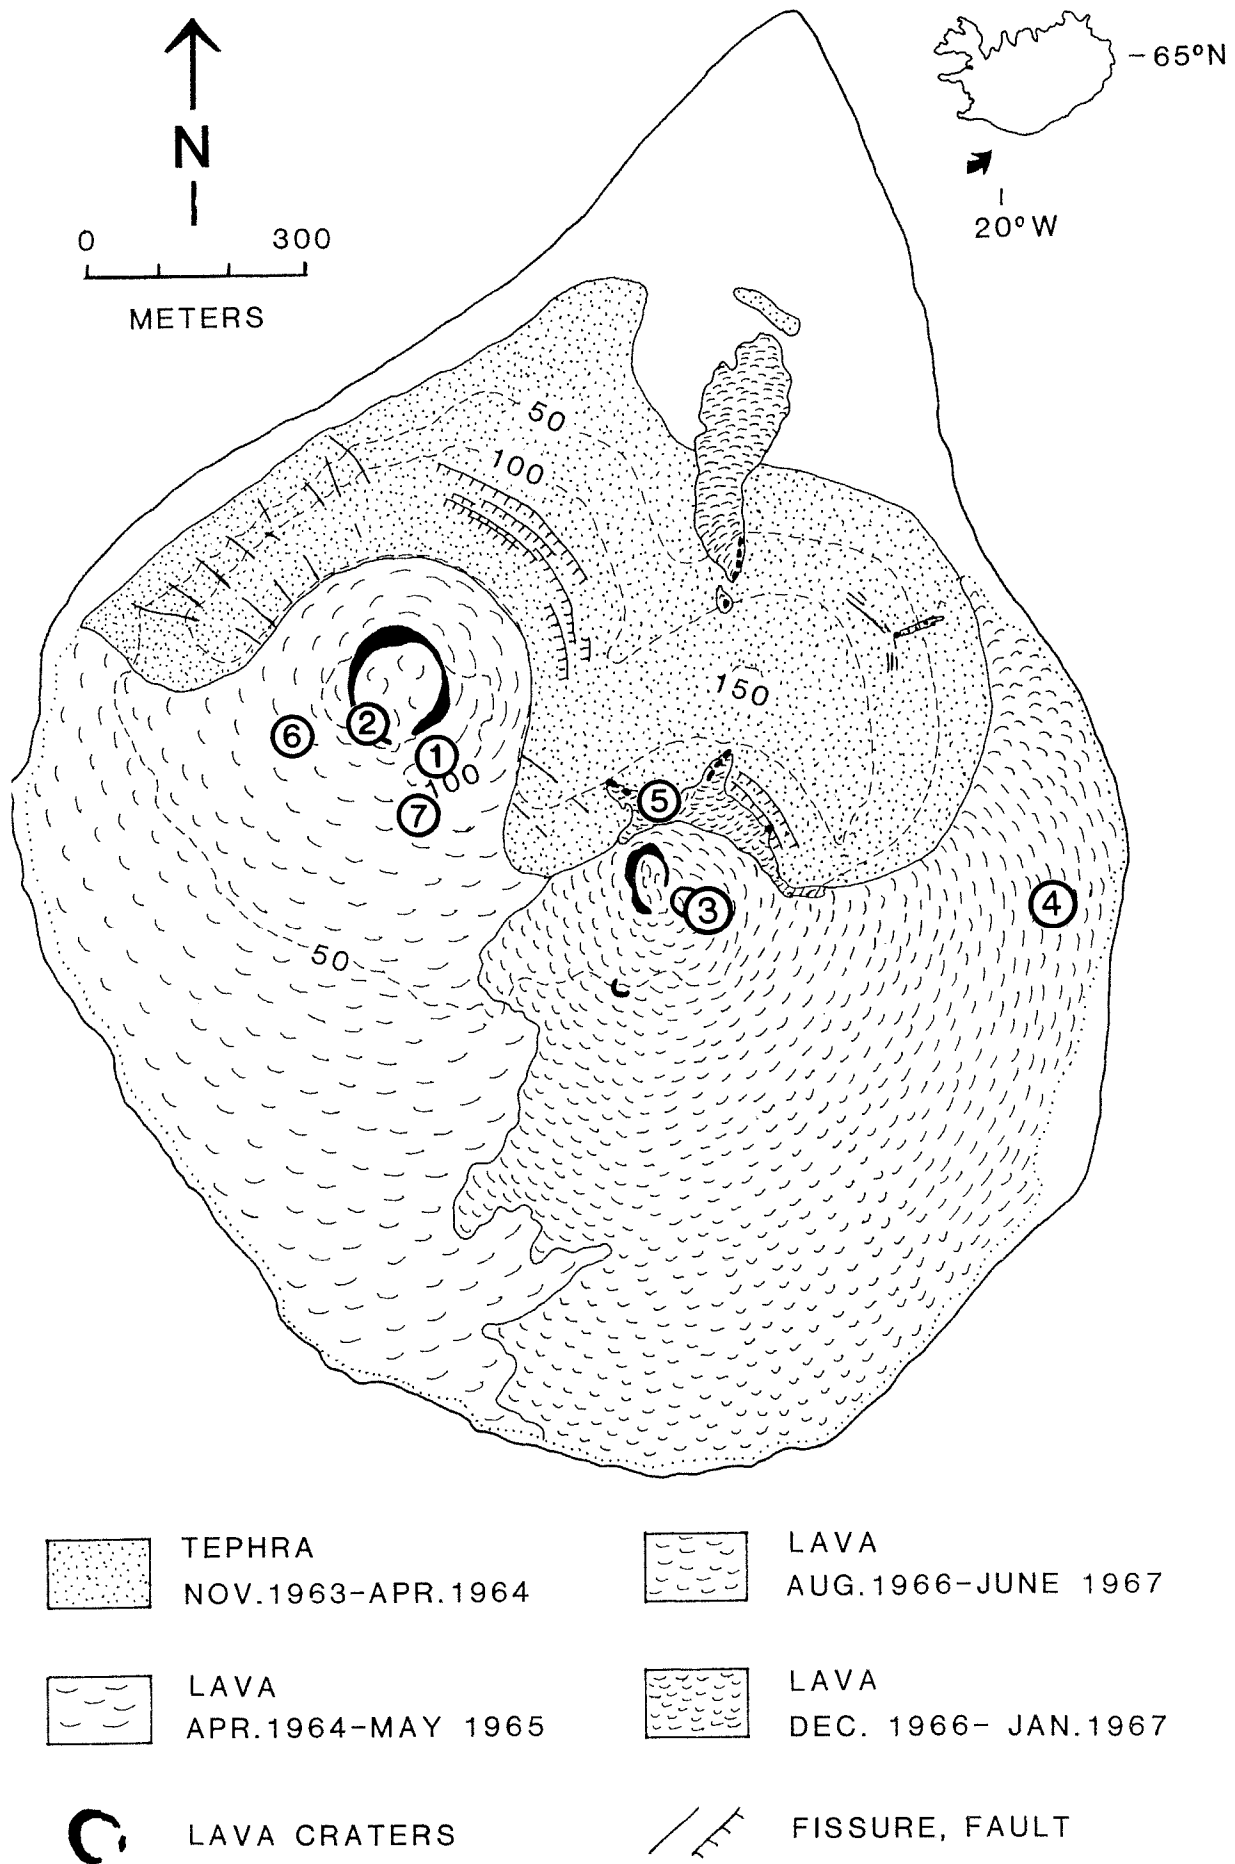 N
0 300
METERS
-65°N
20°W
50
100
150
6
2
1
100
7
5
3
4
50
TEPHRA
NOV.1963-APR.1964
LAVA
APR.1964-MAY 1965
LAVA CRATERS
LAVA
AUG.1966-JUNE 1967
LAVA
DEC. 1966- JAN.1967
FISSURE, FAULT